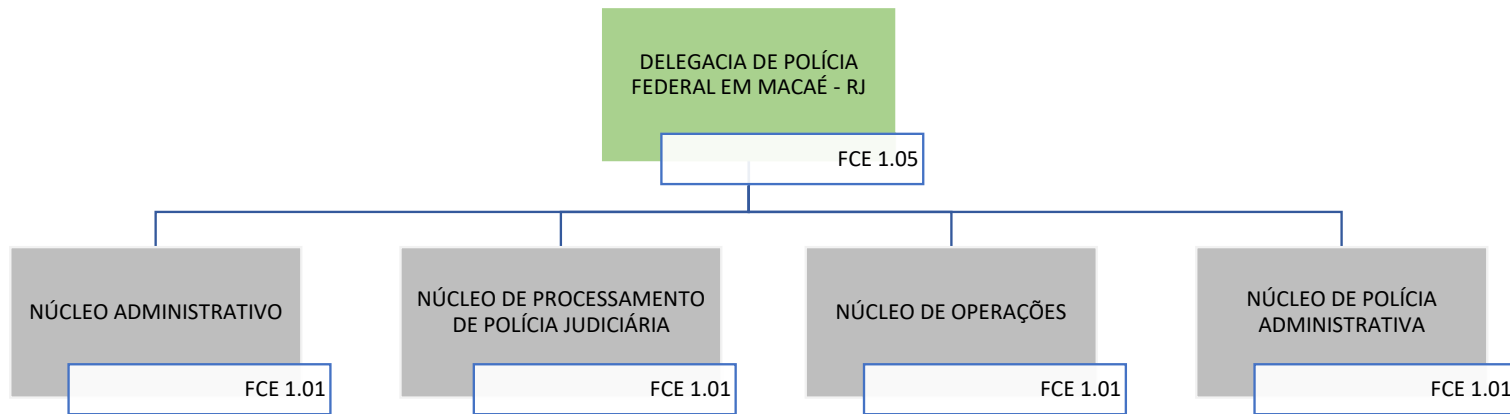 DELEGACIA DE POLÍCIA
FEDERAL EM MACAÉ - RJ
FCE 1.05
NÚCLEO ADMINISTRATIVO
FCE 1.01
NÚCLEO DE PROCESSAMENTO
DE POLÍCIA JUDICIÁRIA
FCE 1.01
NÚCLEO DE OPERAÇÕES
FCE 1.01
NÚCLEO DE POLÍCIA
ADMINISTRATIVA
FCE 1.01